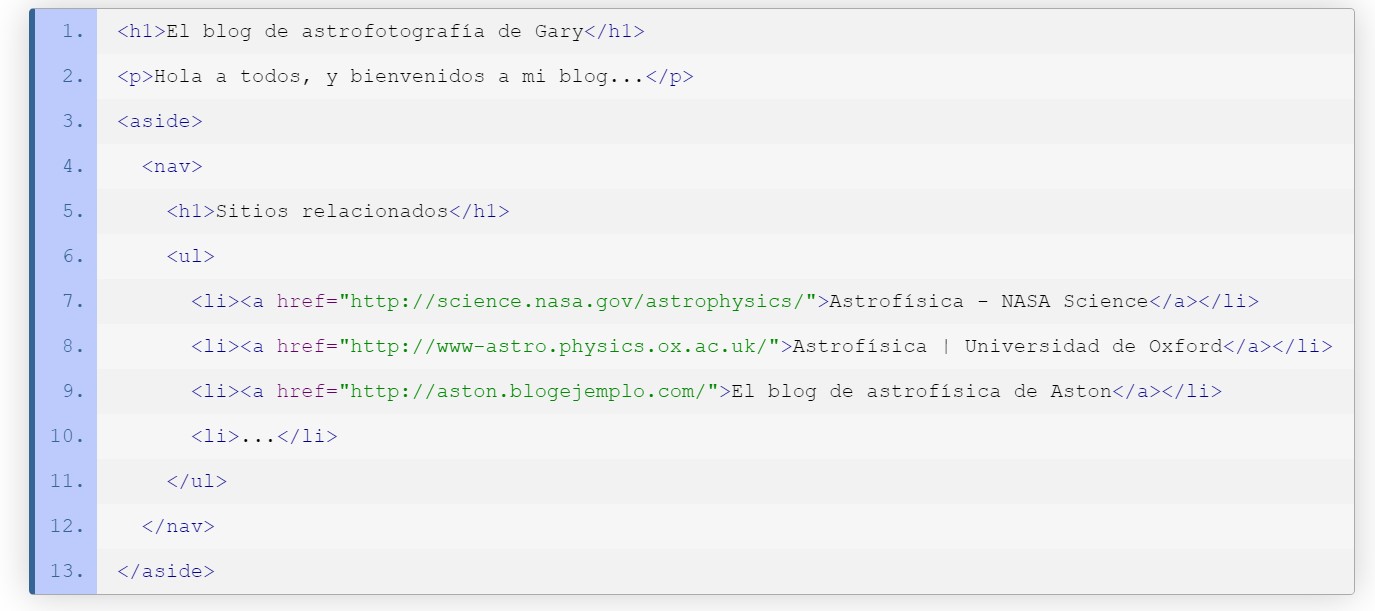 1. <h1>El blog de astrofotografía de Gary</h1>
2. <p>Hola a todos, y bienvenidos a mi blog...</p>
3. <aside>
4.   <nav>
5.     <h1>Sitios relacionados</h1>
6.     <ul>
7.       <li><a href="http://science.nasa.gov/astrophysics/">Astrofísica - NASA Science</a></li>
8.       <li><a href="http://www-astro.physics.ox.ac.uk/">Astrofísica | Universidad de Oxford</a></li>
9.       <li><a href="http://aston.blogejemplo.com/">El blog de astrofísica de Aston</a></li>
10.       <li>...</li>
11.     </ul>
12.   </nav>
13. </aside>